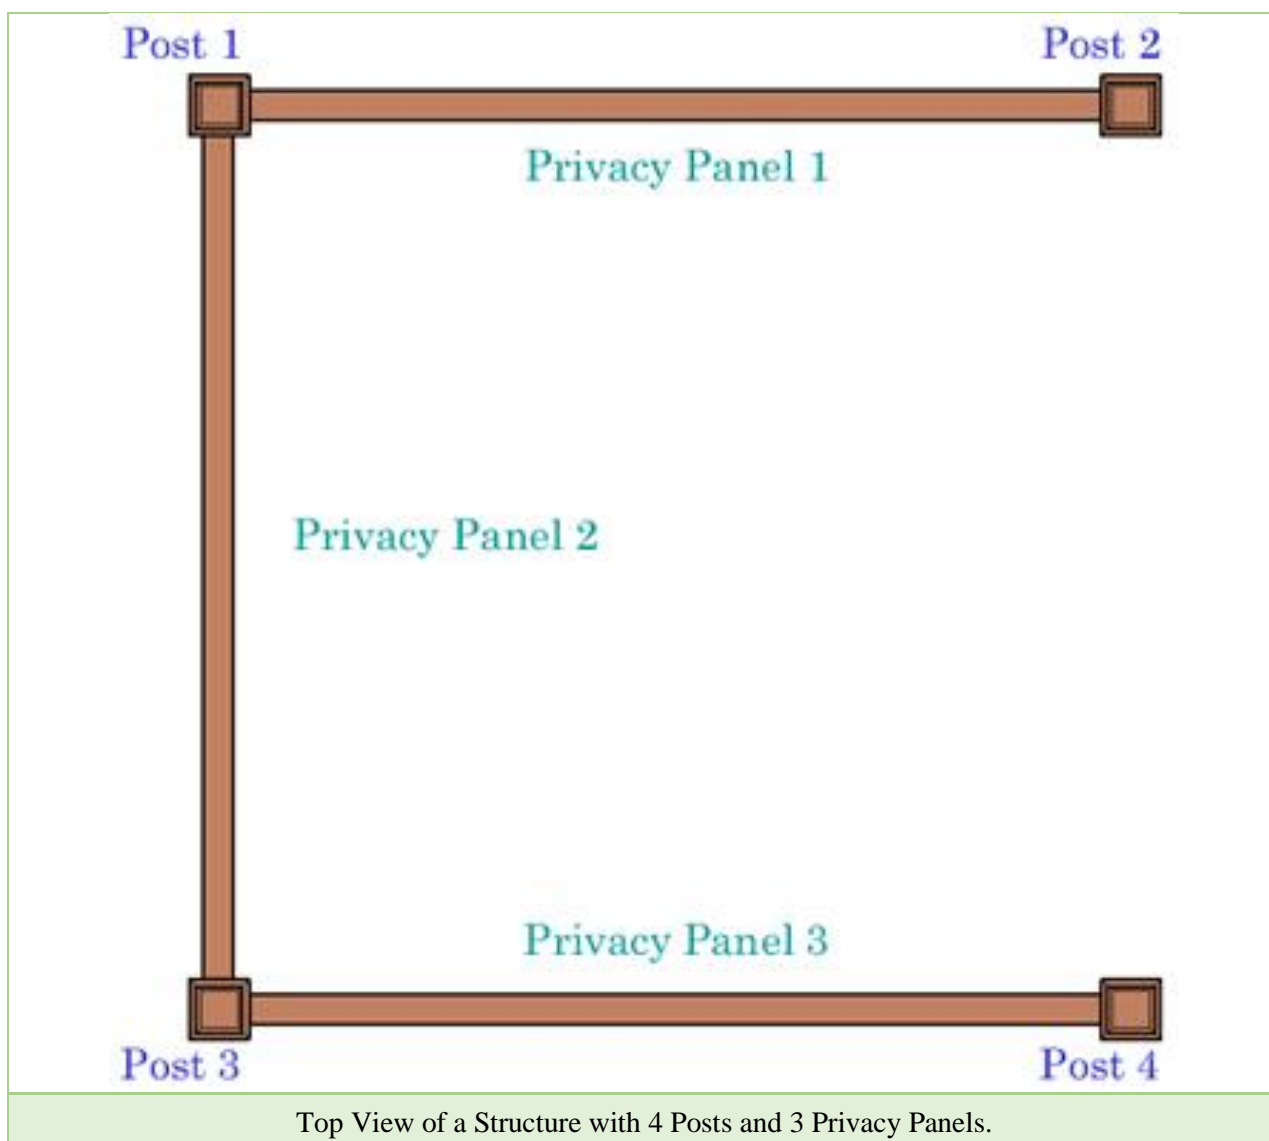 Post 1
Post 2
Privacy Panel 1
Privacy Panel 2
Privacy Panel 3
Post 3
Post 4
Top View of a Structure with 4 Posts and 3 Privacy Panels.